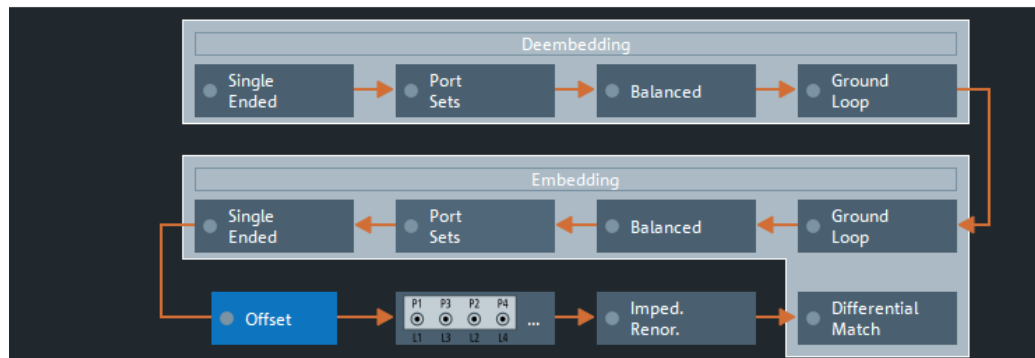 Deembedding
Single
Ended
Port
Sets
Balanced
Ground
Loop
Embedding
Single
Ended
Port
Sets
Balanced
Ground
Loop
Offset
P1 P3 P2 P4
L1 L3 L2 L4
...
Imped.
Renor.
Differential
Match